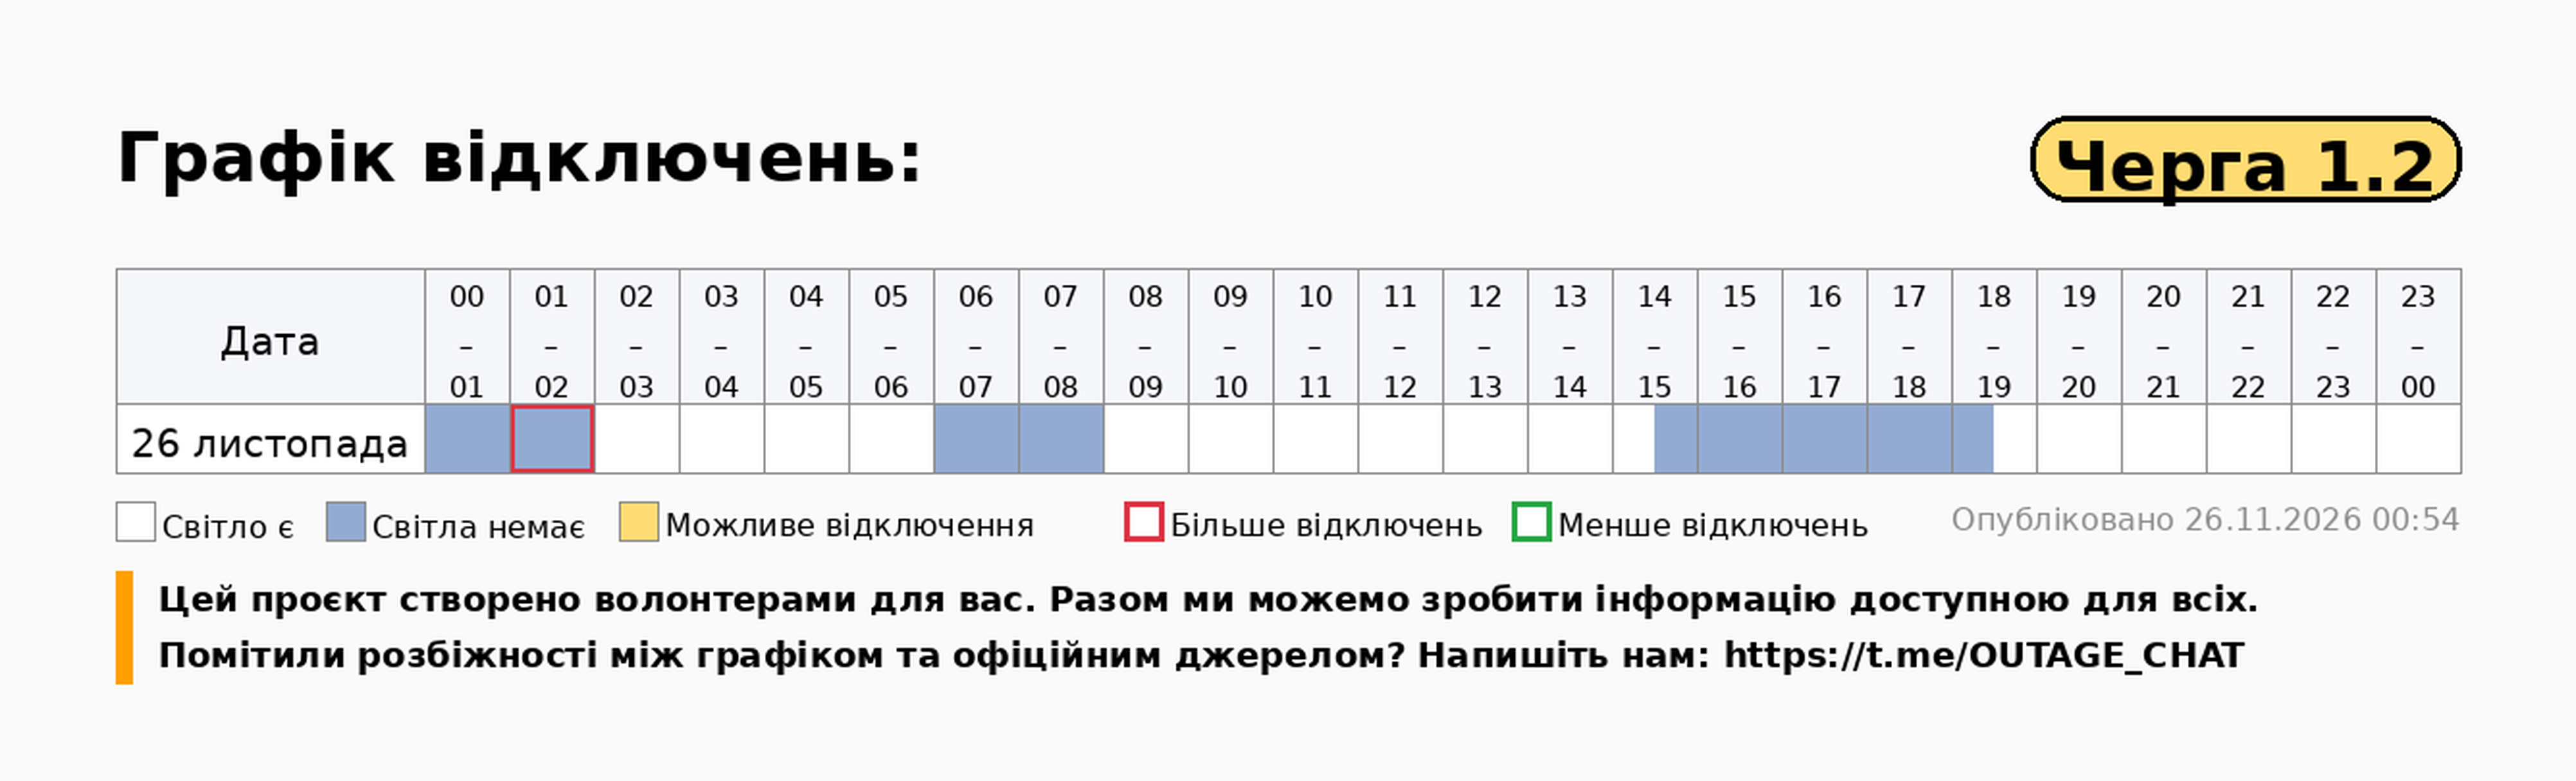 Графік відключень:
Черга 1.2
Дата
00 – 01
01 – 02
02 – 03
03 – 04
04 – 05
05 – 06
06 – 07
07 – 08
08 – 09
09 – 10
10 – 11
11 – 12
12 – 13
13 – 14
14 – 15
15 – 16
16 – 17
17 – 18
18 – 19
19 – 20
20 – 21
21 – 22
22 – 23
23 – 00
26 листопада
Світло є
Світла немає
Можливе відключення
Більше відключень
Менше відключень
Опубліковано 26.11.2026 00:54
Цей проєкт створено волонтерами для вас. Разом ми можемо зробити інформацію доступною для всіх.
Помітили розбіжності між графіком та офіційним джерелом? Напишіть нам: https://t.me/OUTAGE_CHAT